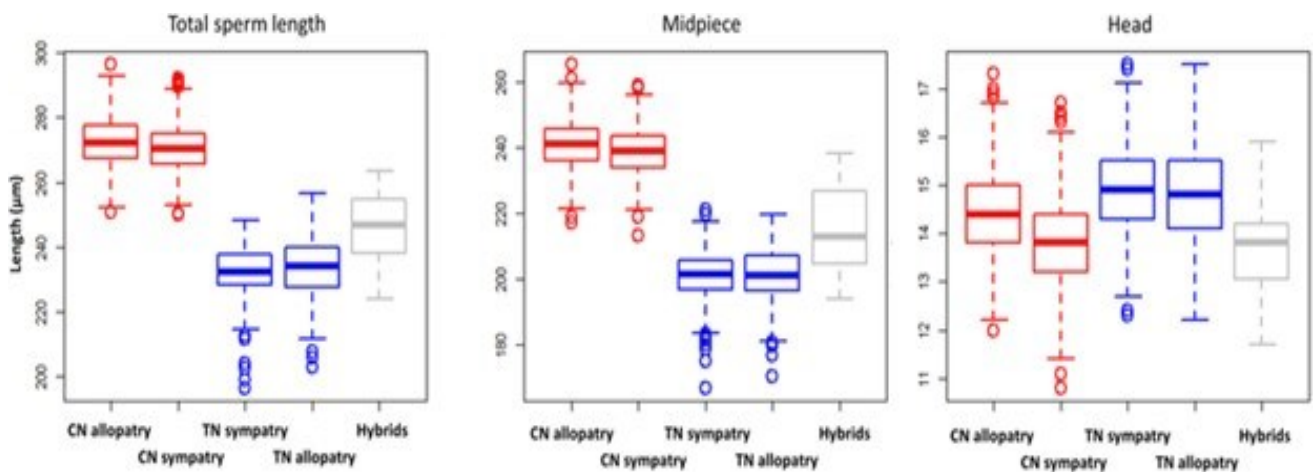 Total sperm length
Midpiece
Head
Length (µm)
300
280
260
240
220
200
260
240
220
200
180
17
16
15
14
13
12
11
CN allopatry
TN sympatry
Hybrids
CN sympatry
TN allopatry
CN allopatry
TN sympatry
Hybrids
CN sympatry
TN allopatry
CN allopatry
TN sympatry
Hybrids
CN sympatry
TN allopatry